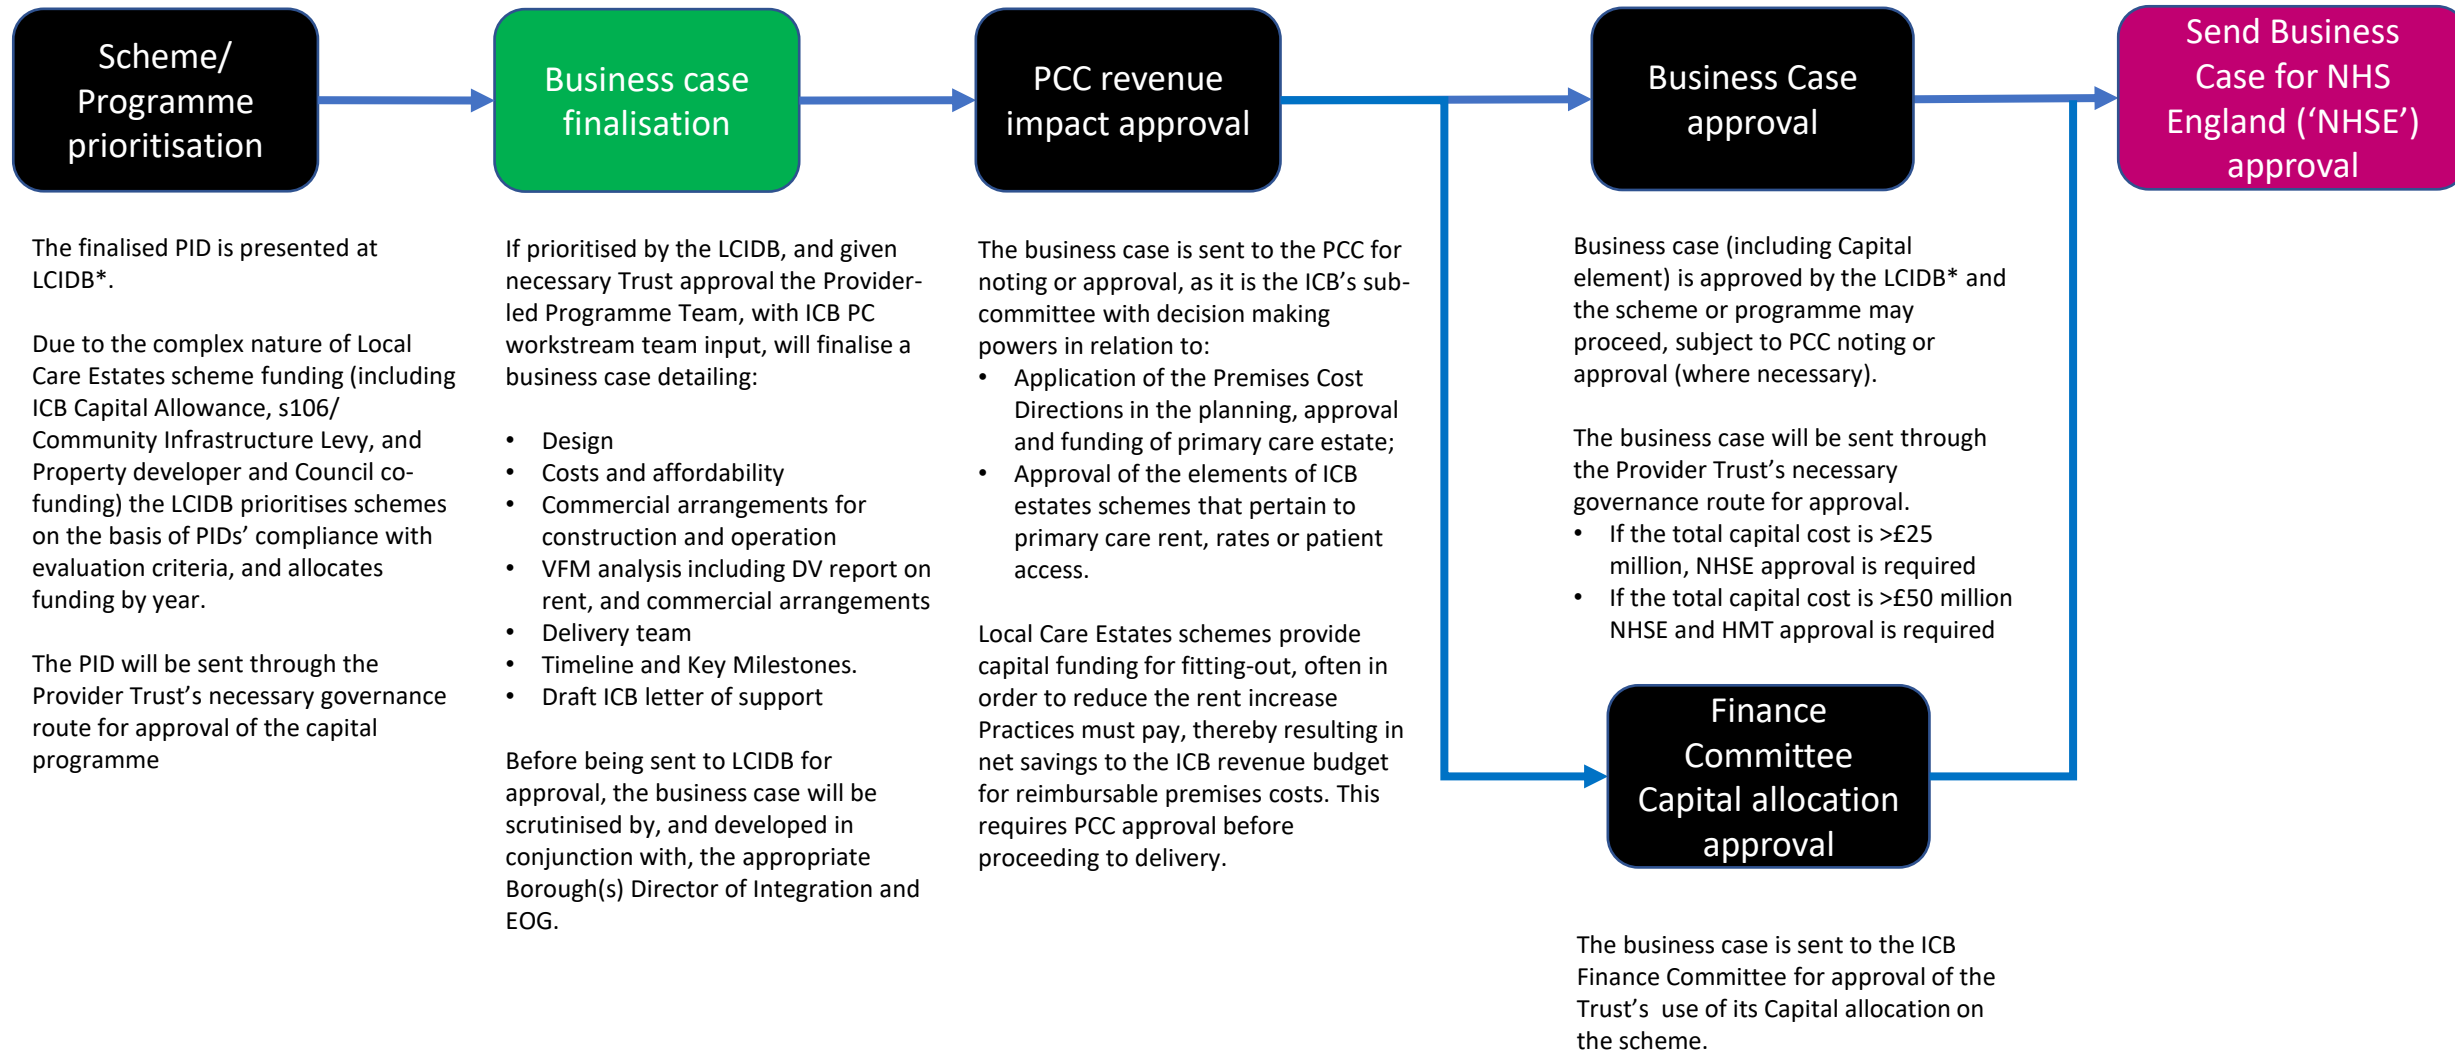 Scheme/
Programme
prioritisation
Business case
finalisation
PCC revenue
impact approval
Business Case
approval
Send Business
Case for NHS
England (‘NHSE’)
approval
The finalised PID is presented at
LCIDB*.
Due to the complex nature of Local
Care Estates scheme funding (including
ICB Capital Allowance, s106/
Community Infrastructure Levy, and
Property developer and Council co-
funding) the LCIDB prioritises schemes
on the basis of PIDs’ compliance with
evaluation criteria, and allocates
funding by year.
The PID will be sent through the
Provider Trust’s necessary governance
route for approval of the capital
programme
If prioritised by the LCIDB, and given
necessary Trust approval the Provider-
led Programme Team, with ICB PC
workstream team input, will finalise a
business case detailing:
• Design
• Costs and affordability
• Commercial arrangements for
construction and operation
• VFM analysis including DV report on
rent, and commercial arrangements
• Delivery team
• Timeline and Key Milestones.
• Draft ICB letter of support
Before being sent to LCIDB for
approval, the business case will be
scrutinised by, and developed in
conjunction with, the appropriate
Borough(s) Director of Integration and
EOG.
The business case is sent to the PCC for
noting or approval, as it is the ICB’s sub-
committee with decision making
powers in relation to:
• Application of the Premises Cost
Directions in the planning, approval
and funding of primary care estate;
• Approval of the elements of ICB
estates schemes that pertain to
primary care rent, rates or patient
access.
Local Care Estates schemes provide
capital funding for fitting-out, often in
order to reduce the rent increase
Practices must pay, thereby resulting in
net savings to the ICB revenue budget
for reimbursable premises costs. This
requires PCC approval before
proceeding to delivery.
Business case (including Capital
element) is approved by the LCIDB* and
the scheme or programme may
proceed, subject to PCC noting or
approval (where necessary).
The business case will be sent through
the Provider Trust’s necessary
governance route for approval.
• If the total capital cost is >£25
million, NHSE approval is required
• If the total capital cost is >£50 million
NHSE and HMT approval is required
Finance
Committee
Capital allocation
approval
The business case is sent to the ICB
Finance Committee for approval of the
Trust’s  use of its Capital allocation on
the scheme.